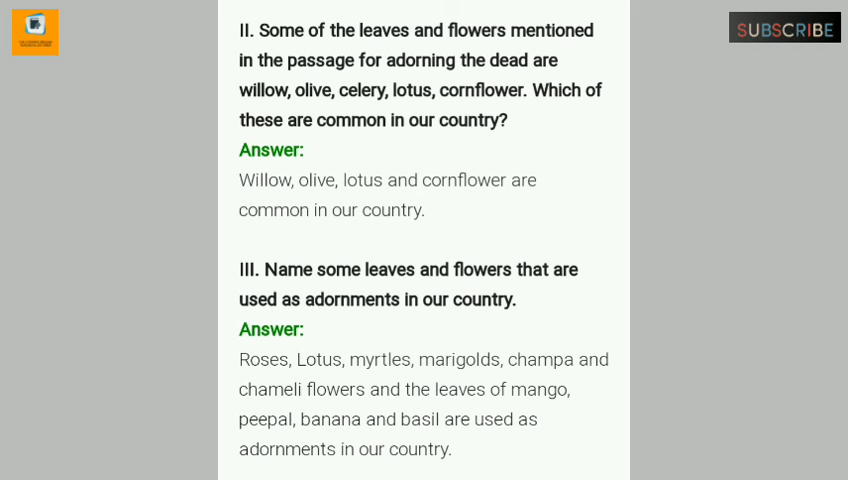 SUBSCRIBE
II. Some of the leaves and flowers mentioned
in the passage for adorning the dead are
willow, olive, celery, lotus, cornflower. Which of
these are common in our country?
Answer:
Willow, olive, lotus and cornflower are
common in our country.
III. Name some leaves and flowers that are
used as adornments in our country.
Answer:
Roses, Lotus, myrtles, marigolds, champa and
chameli flowers and the leaves of mango,
peepal, banana and basil are used as
adornments in our country.